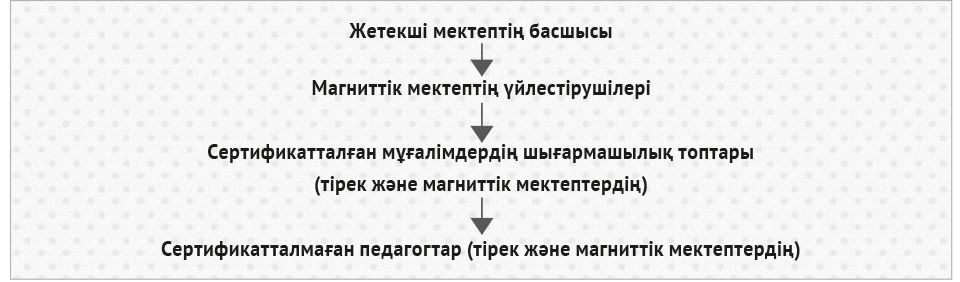 Жетекші мектептің басшысы
Магниттік мектептің үйлестірушілері
Сертификатталған мұғалімдердің шығармашылық топтары
(тірек және магниттік мектептердің)
Сертификатталмаған педагогтар (тірек және магниттік мектептердің)